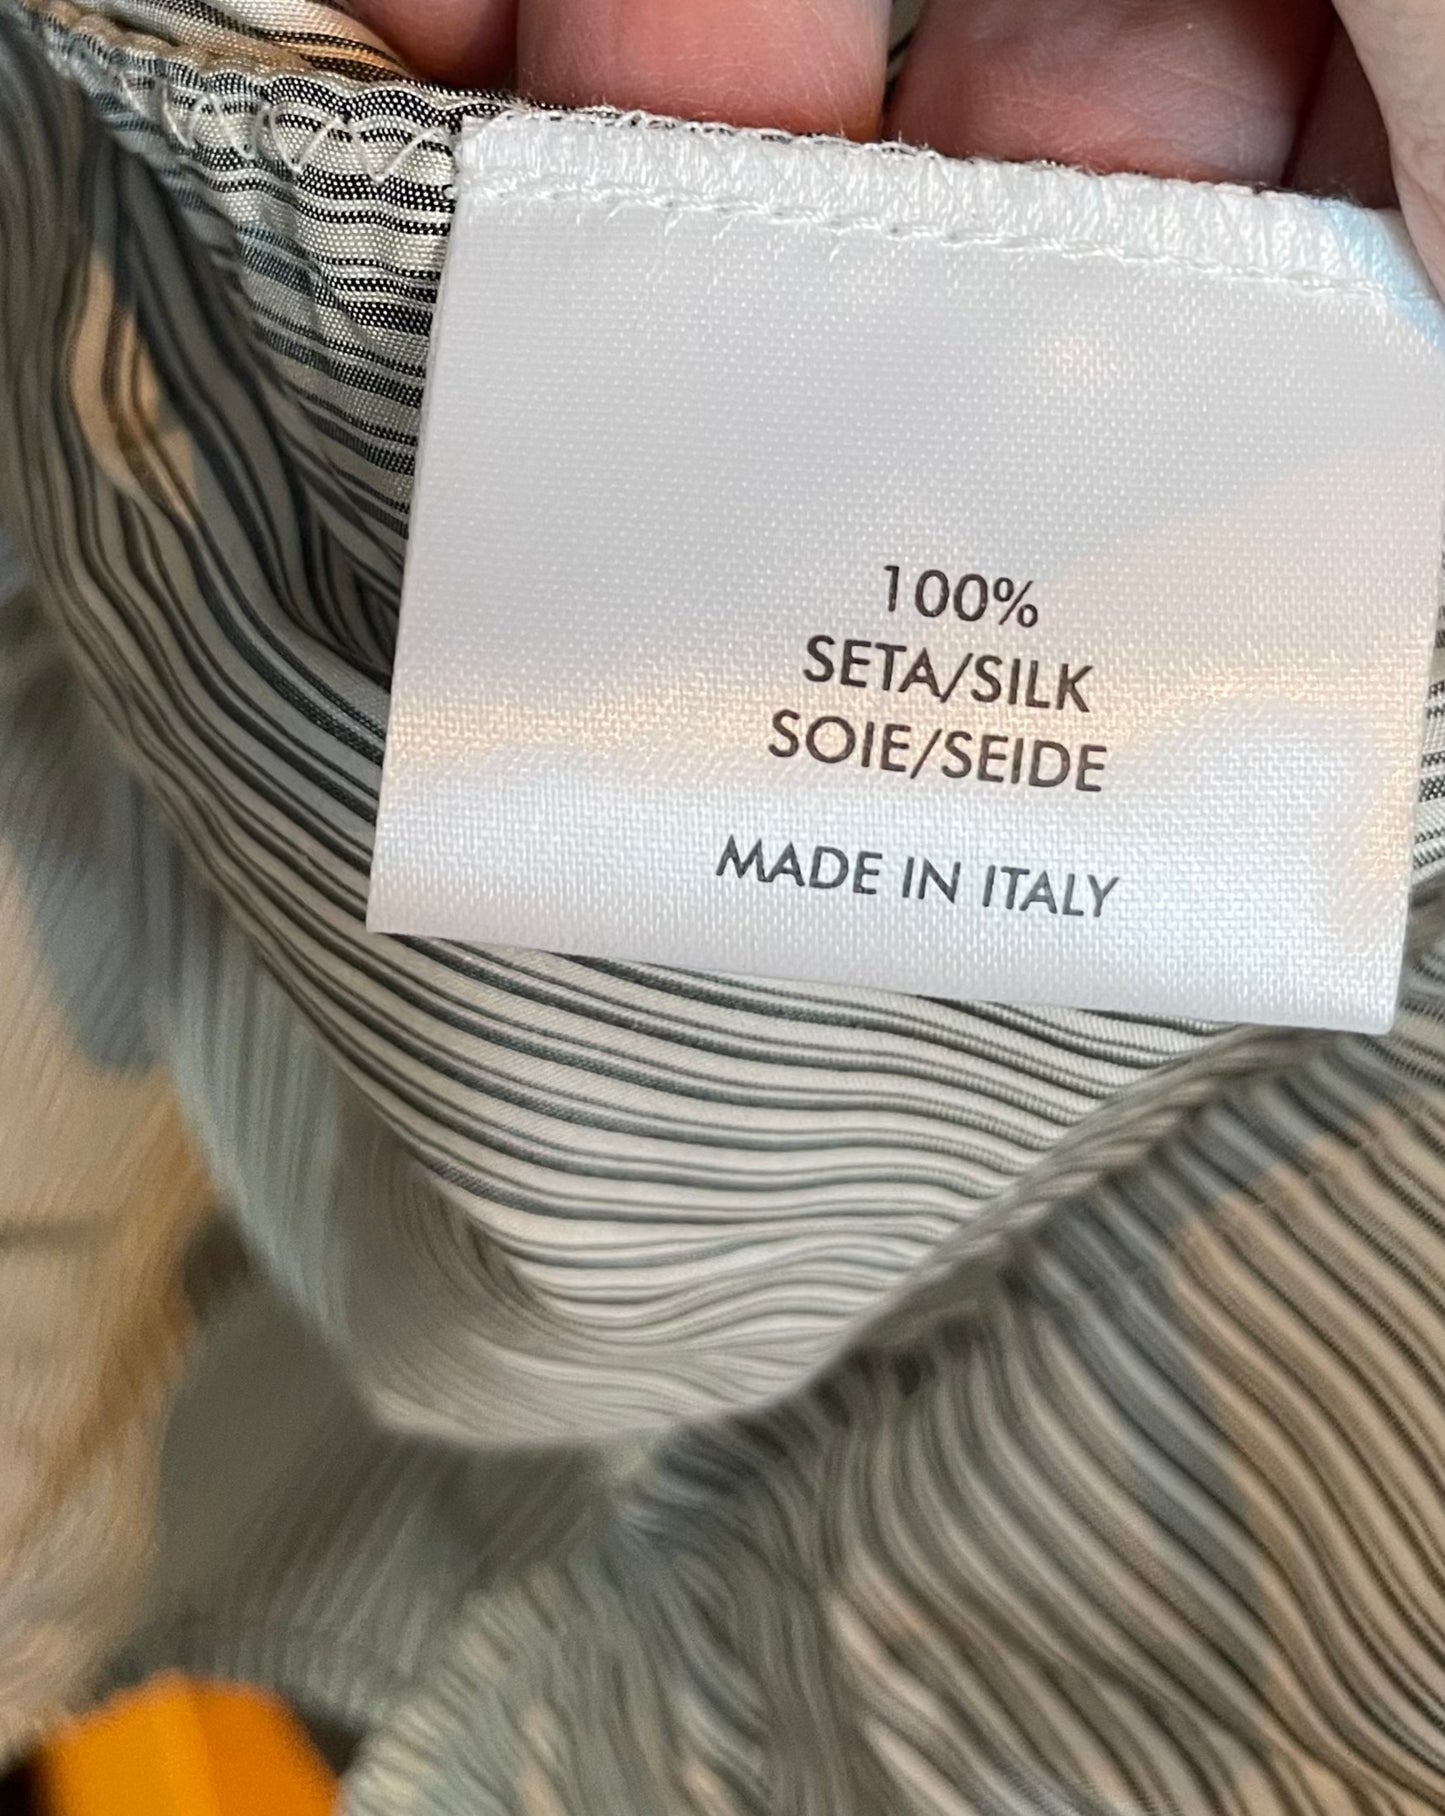 100%
SETA/SILK
SOIE/SEIDE
MADE IN ITALY